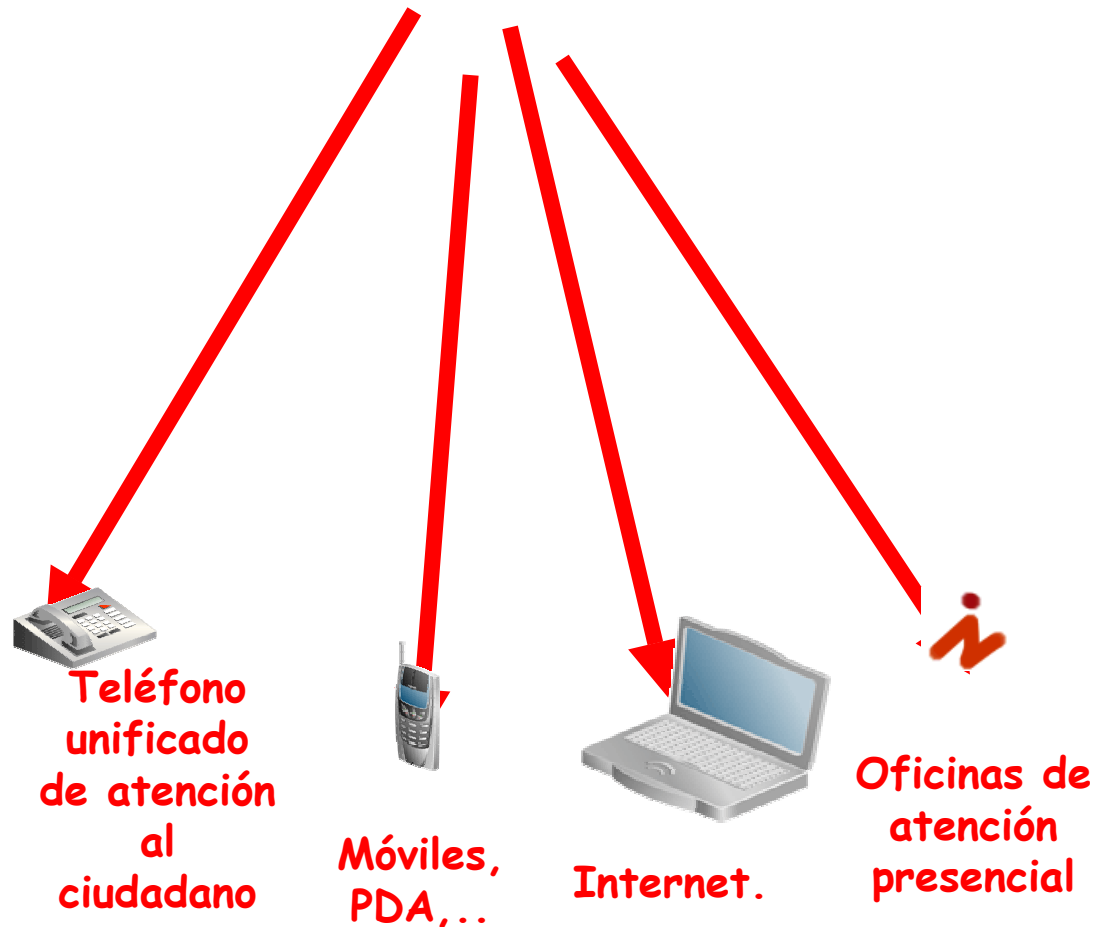 Teléfono
unificado
de atención
al
ciudadano
Móviles,
PDA,..
Internet.
Oficinas de
atención
presencial